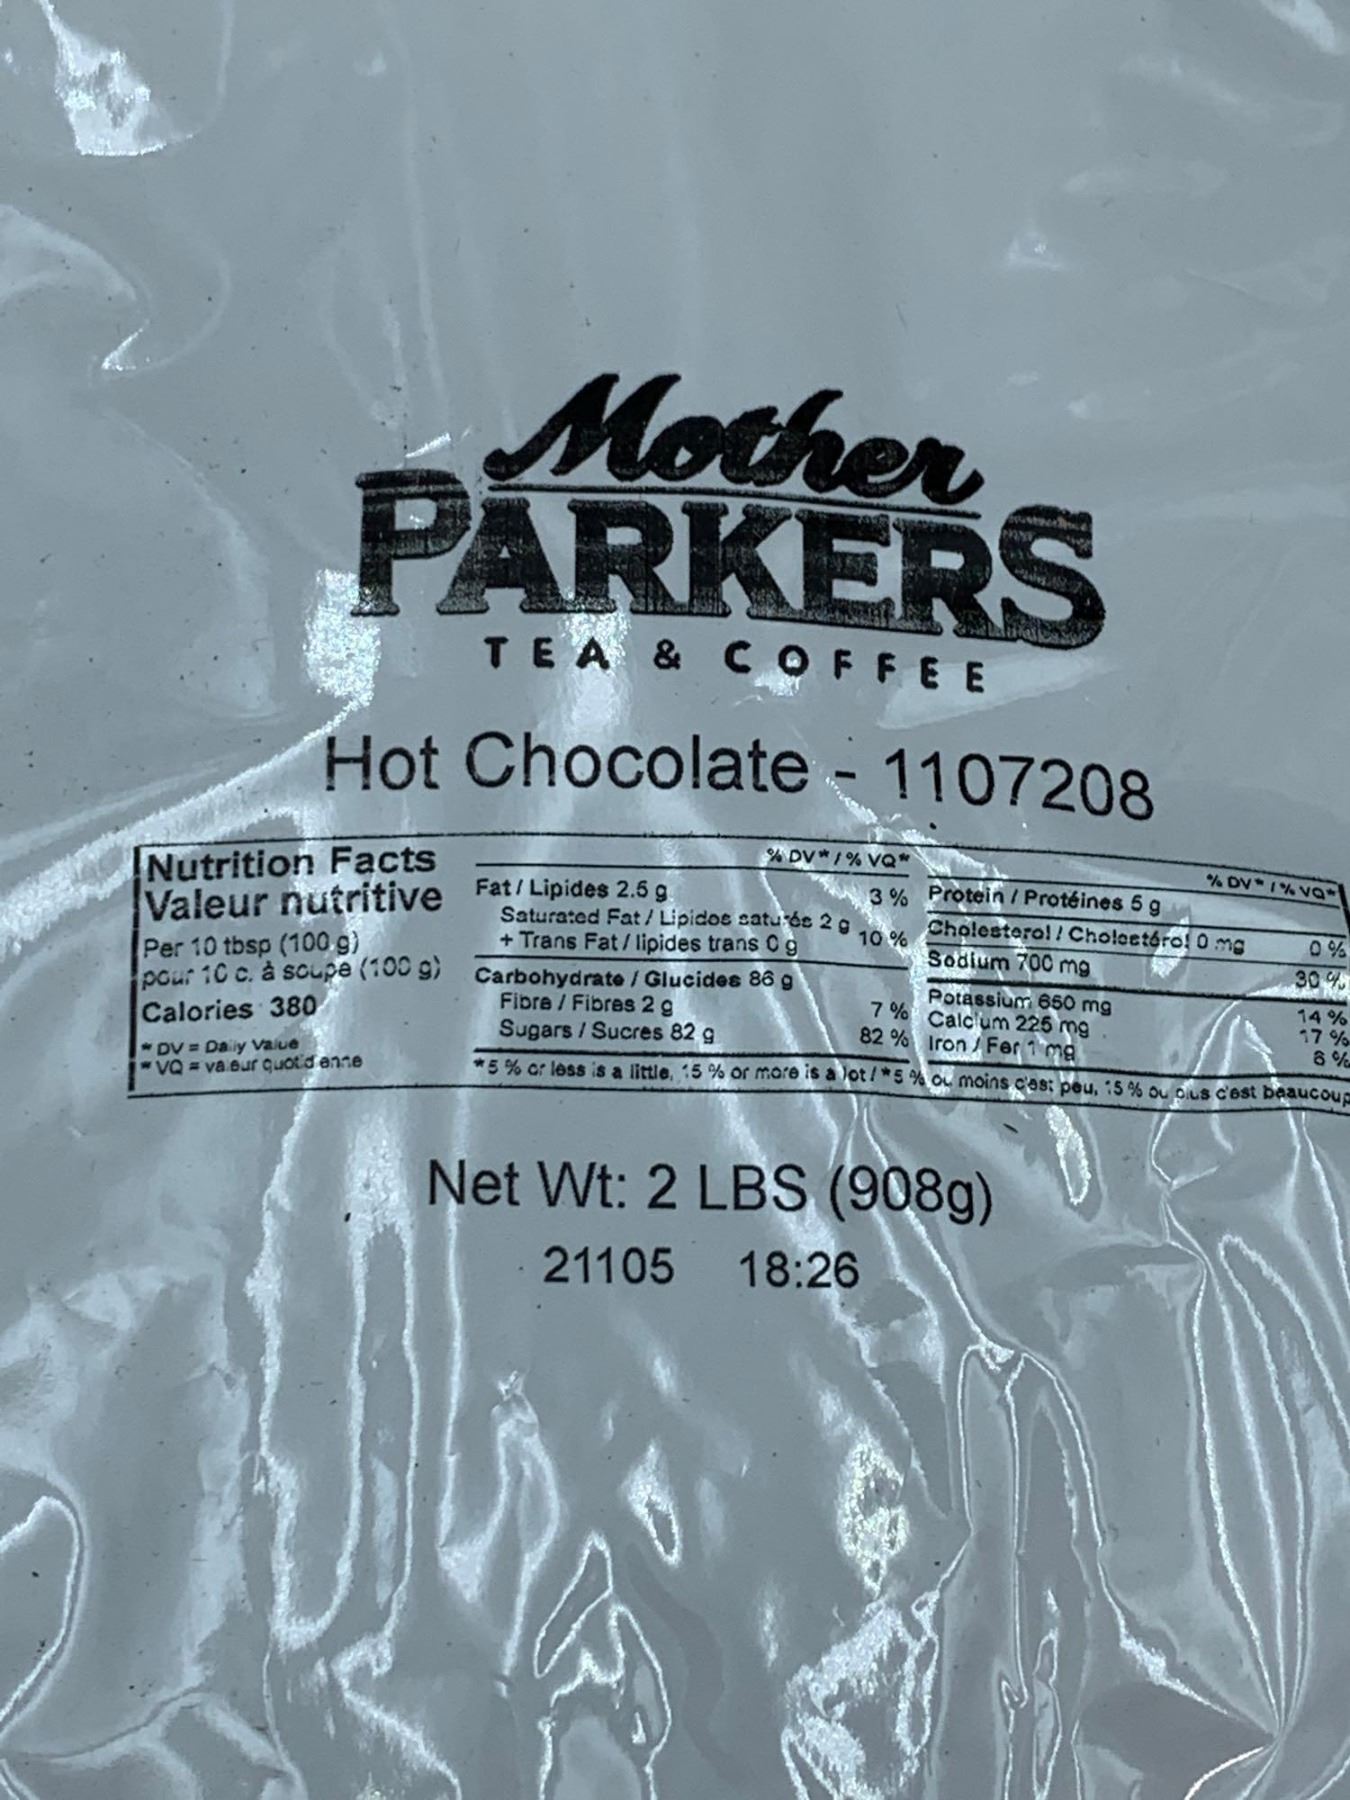 Mother
PARKERS
TEA & COFFEE
Hot Chocolate - 1107208
Nutrition Facts
Valeur nutritive
Per 10 tbsp (100 g)
pour 10 c. à soupe (100 g)
Calories 380
* DV = Daily Value
* VQ = valeur quotidienne
% DV* / % VQ*
Fat / Lipides 2.5 g 3 %
Saturated Fat / Lipides saturés 2 g
+ Trans Fat / lipides trans 0 g 10 %
Carbohydrate / Glucides 86 g
Fibre / Fibres 2 g 7 %
Sugars / Sucres 82 g 82 %
% DV* / % VQ*
Protein / Protéines 5 g
Cholesterol / Cholestérol 0 mg 0 %
Sodium 700 mg 30 %
Potassium 650 mg 14 %
Calcium 225 mg 17 %
Iron / Fer 1 mg 6 %
*5 % or less is a little, 15 % or more is a lot / *5 % ou moins c'est peu, 15 % ou plus c'est beaucoup
Net Wt: 2 LBS (908g)
21105 18:26